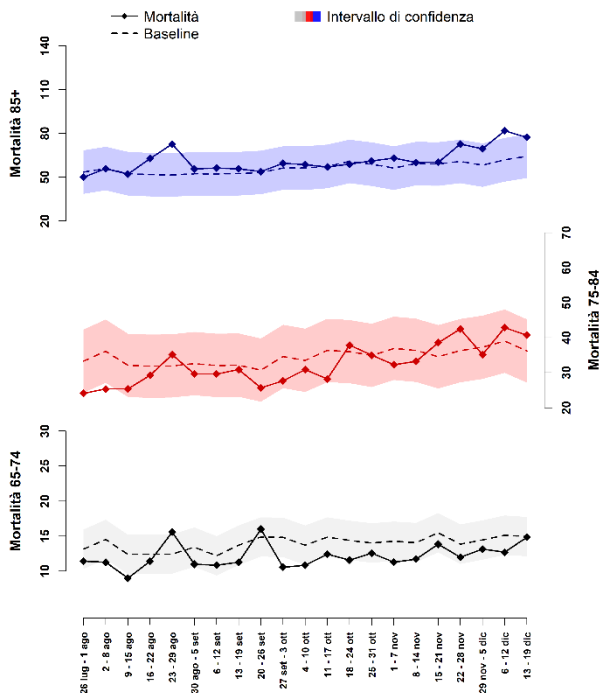 Mortalità
Baseline
Intervallo di confidenza
Mortalità 85+
140
110
80
50
20
Mortalità 75-84
70
60
50
40
30
20
Mortalità 65-74
30
25
20
15
10
26 lug - 1 ago
2 - 8 ago
9 - 15 ago
16 - 22 ago
23 - 29 ago
30 ago - 5 set
6 - 12 set
13 - 19 set
20 - 26 set
27 set - 3 ott
4 - 10 ott
11 - 17 ott
18 - 24 ott
25 - 31 ott
1 - 7 nov
8 - 14 nov
15 - 21 nov
22 - 28 nov
29 nov - 5 dic
6 - 12 dic
13 - 19 dic